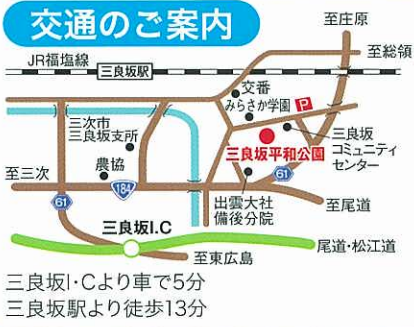 交通のご案内
至庄原
至総領
JR福塩線
三良坂駅
交番
みらさか学園
P
三次市
三良坂支所
三良坂
コミュニティ
センター
三良坂平和公園
農協
至三次
184
61
61
出雲大社
備後分院
至尾道
三良坂I.C
至東広島
尾道・松江道
三良坂I・Cより車で5分
三良坂駅より徒歩13分